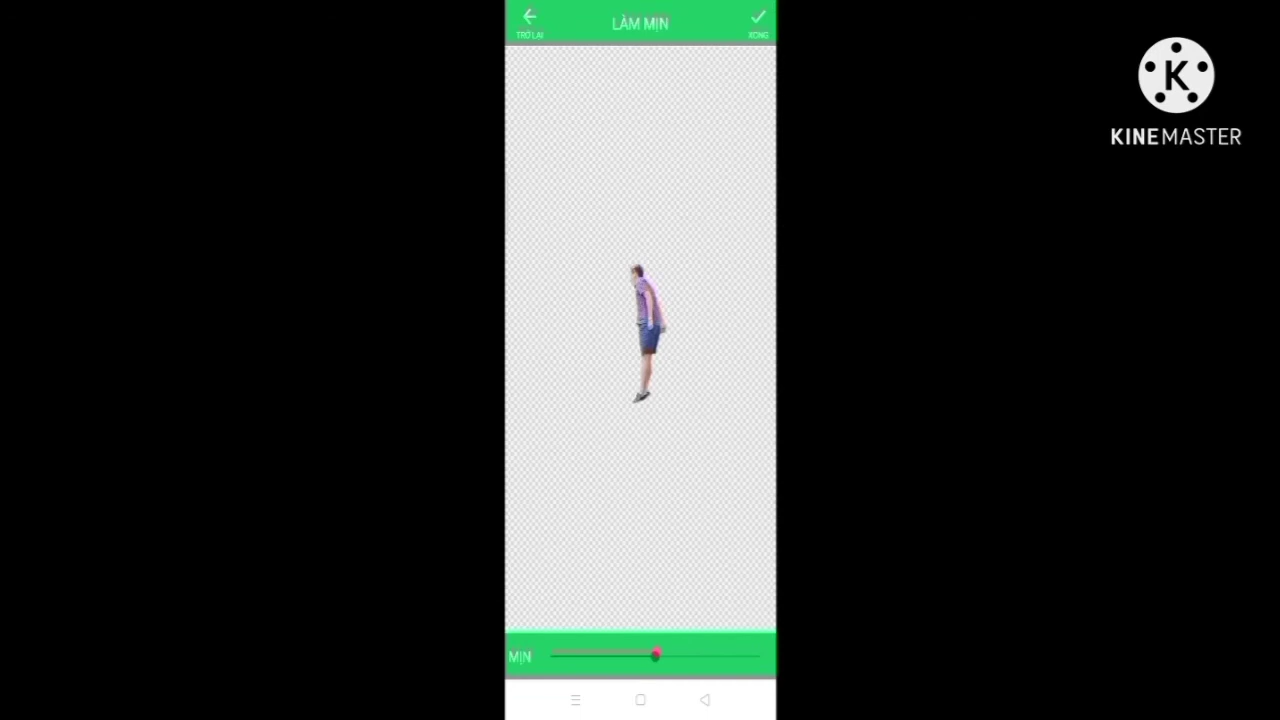 LÀM MỊN
TRỞ LẠI
XONG
KINEMASTER
MỊN